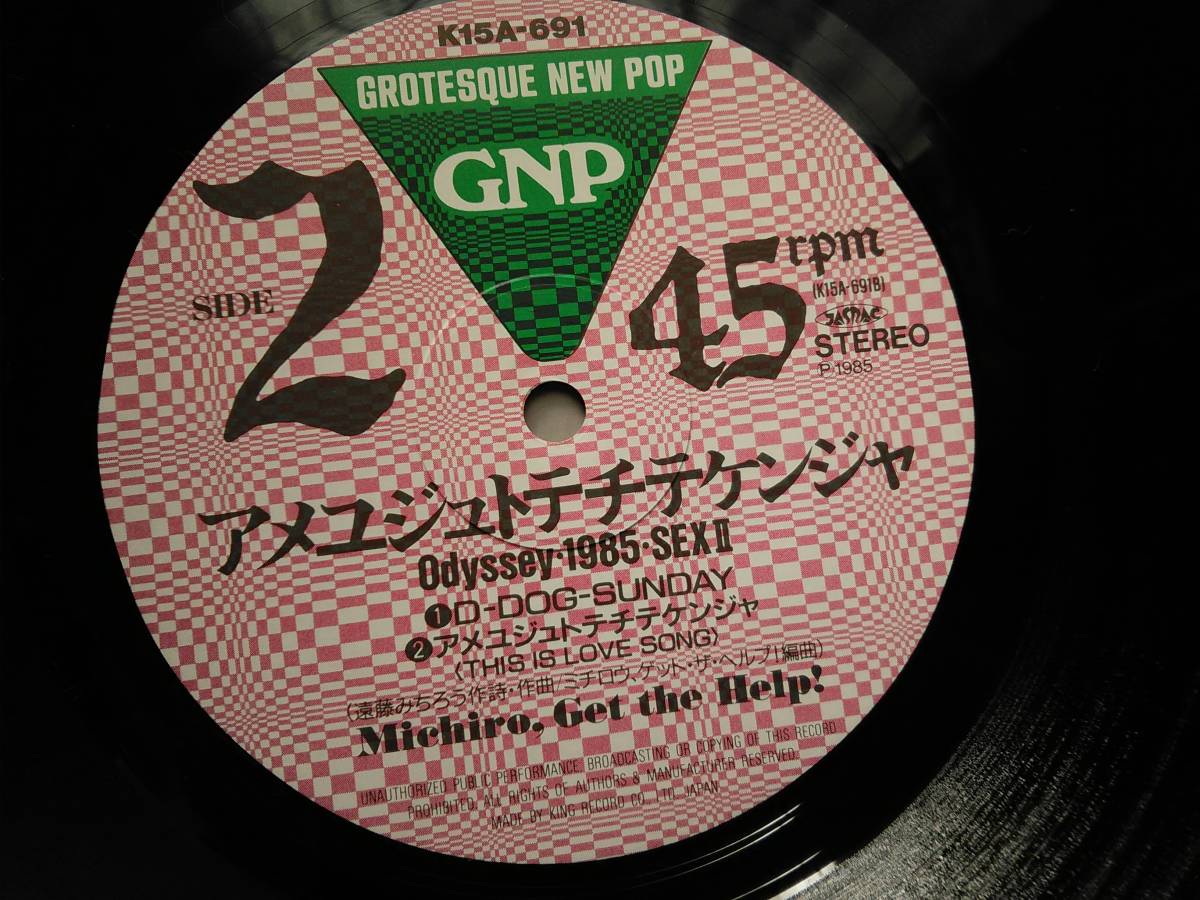 K15A-691
GROTESQUE NEW POP
GNP
SIDE 2
45 rpm
(K15A-691B)
JASRAC
STEREO
P 1985
アメユジュトテチテケンジャ
Odyssey・1985・SEX II
❶D-DOG-SUNDAY
❷アメユジュトテチテケンジャ
〈THIS IS LOVE SONG〉
(遠藤みちろう作詩・作曲/ミチロウ、ゲット・ザ・ヘルプ!編曲)
Michiro, Get the Help!
UNAUTHORIZED PUBLIC PERFORMANCE BROADCASTING OR COPYING OF THIS RECORD
PROHIBITED. ALL RIGHTS OF AUTHORS & MANUFACTURER RESERVED.
MADE BY KING RECORD CO., LTD. JAPAN